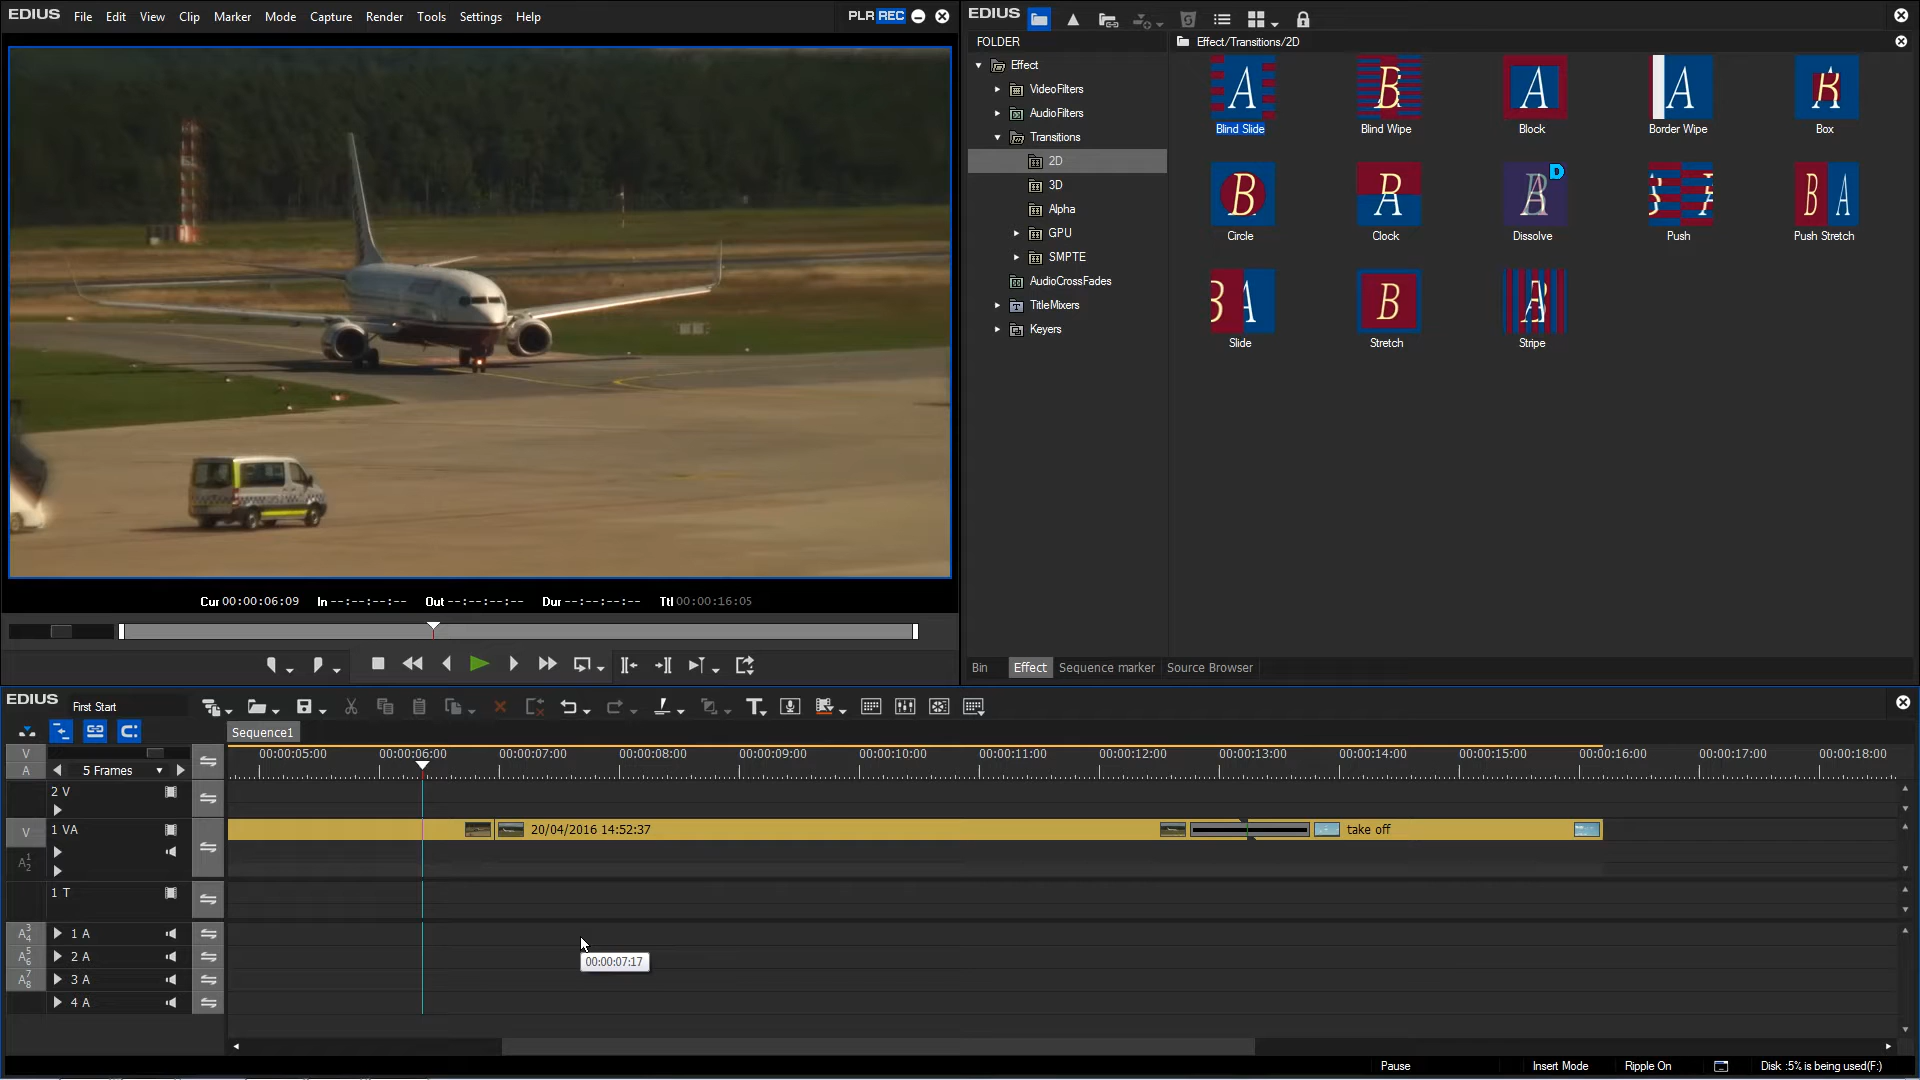 EDIUS File Edit View Clip Marker Mode Capture Render Tools Settings Help PLR REC
Cur 00:00:06:09 In --:--:--:-- Out --:--:--:-- Dur --:--:--:-- Ttl 00:00:16:05
EDIUS
FOLDER
Effect
VideoFilters
AudioFilters
Transitions
2D
3D
Alpha
GPU
SMPTE
AudioCrossFades
TitleMixers
Keyers
Effect/Transitions/2D
Blind Slide Blind Wipe Block Border Wipe Box
Circle Clock Dissolve Push Push Stretch
Slide Stretch Stripe
Bin Effect Sequence marker Source Browser
EDIUS First Start
Sequence1
V
A 5 Frames
00:00:05:00 00:00:06:00 00:00:07:00 00:00:08:00 00:00:09:00 00:00:10:00 00:00:11:00 00:00:12:00 00:00:13:00 00:00:14:00 00:00:15:00 00:00:16:00 00:00:17:00 00:00:18:00
2 V
V 1 VA 20/04/2016 14:52:37 take off
A 1 2
1 T
A 3 4 1 A
A 5 6 2 A
00:00:07:17
A 7 8 3 A
4 A
Pause Insert Mode Ripple On Disk :5% is being used(F:)